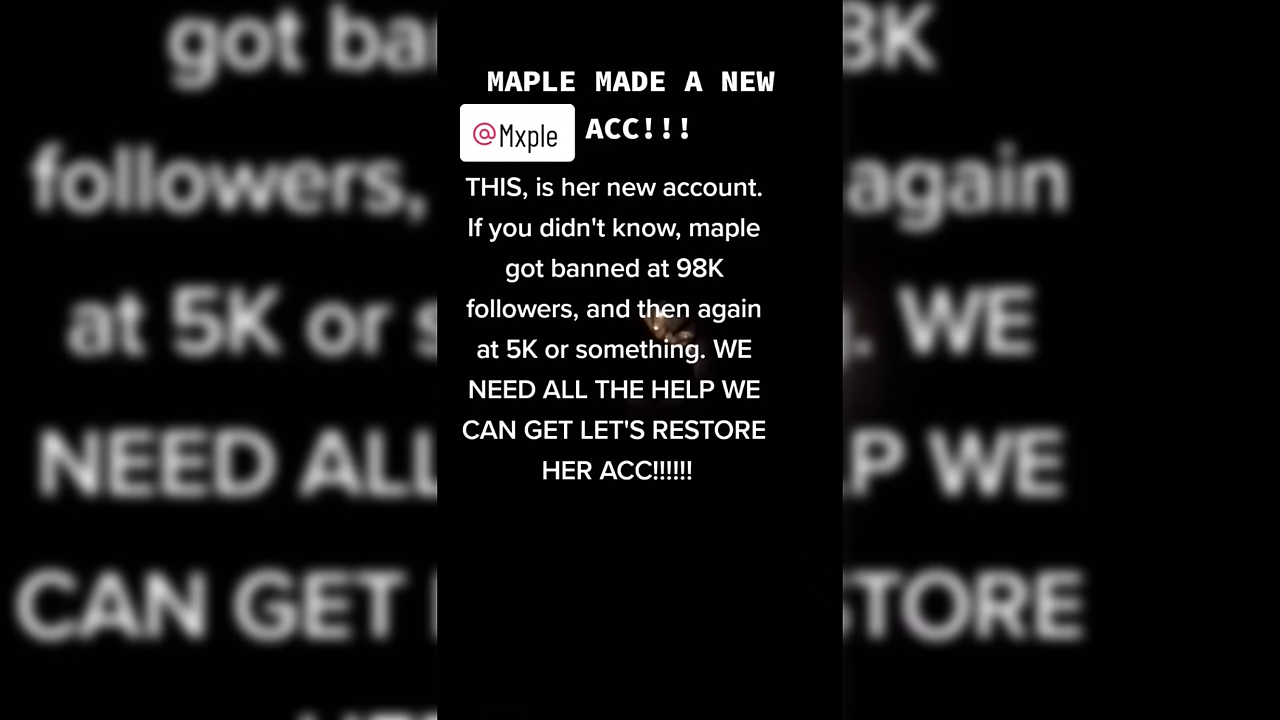 MAPLE MADE A NEW
@Mxple ACC!!!
THIS, is her new account.
If you didn't know, maple
got banned at 98K
followers, and then again
at 5K or something. WE
NEED ALL THE HELP WE
CAN GET LET'S RESTORE
HER ACC!!!!!!